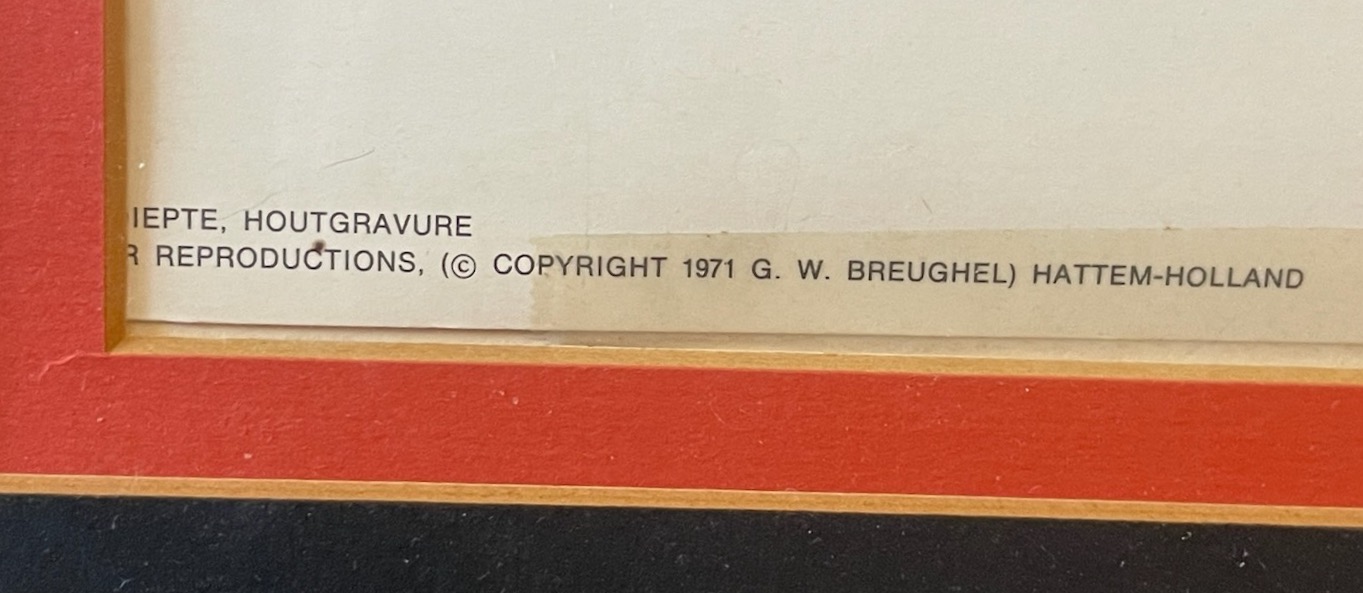 IEPTE, HOUTGRAVURE
R REPRODUCTIONS, (© COPYRIGHT 1971 G. W. BREUGHEL) HATTEM-HOLLAND